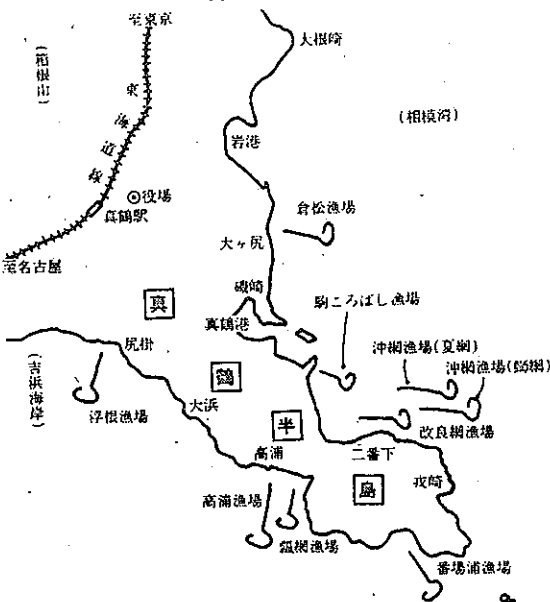 至東京
大根崎
(箱根山)
東海道線
(相模湾)
岩港
役場
真鶴駅
倉松漁場
大ヶ尻
至名古屋
磯崎
駒ころばし漁場
真
真鶴港
尻掛
沖網漁場(夏網)
沖網漁場(鰤網)
(吉浜海岸)
鶴
大浜
浮根漁場
半
改良網漁場
高浦
二番下
島
戎崎
高浦漁場
鰮網漁場
番場浦漁場